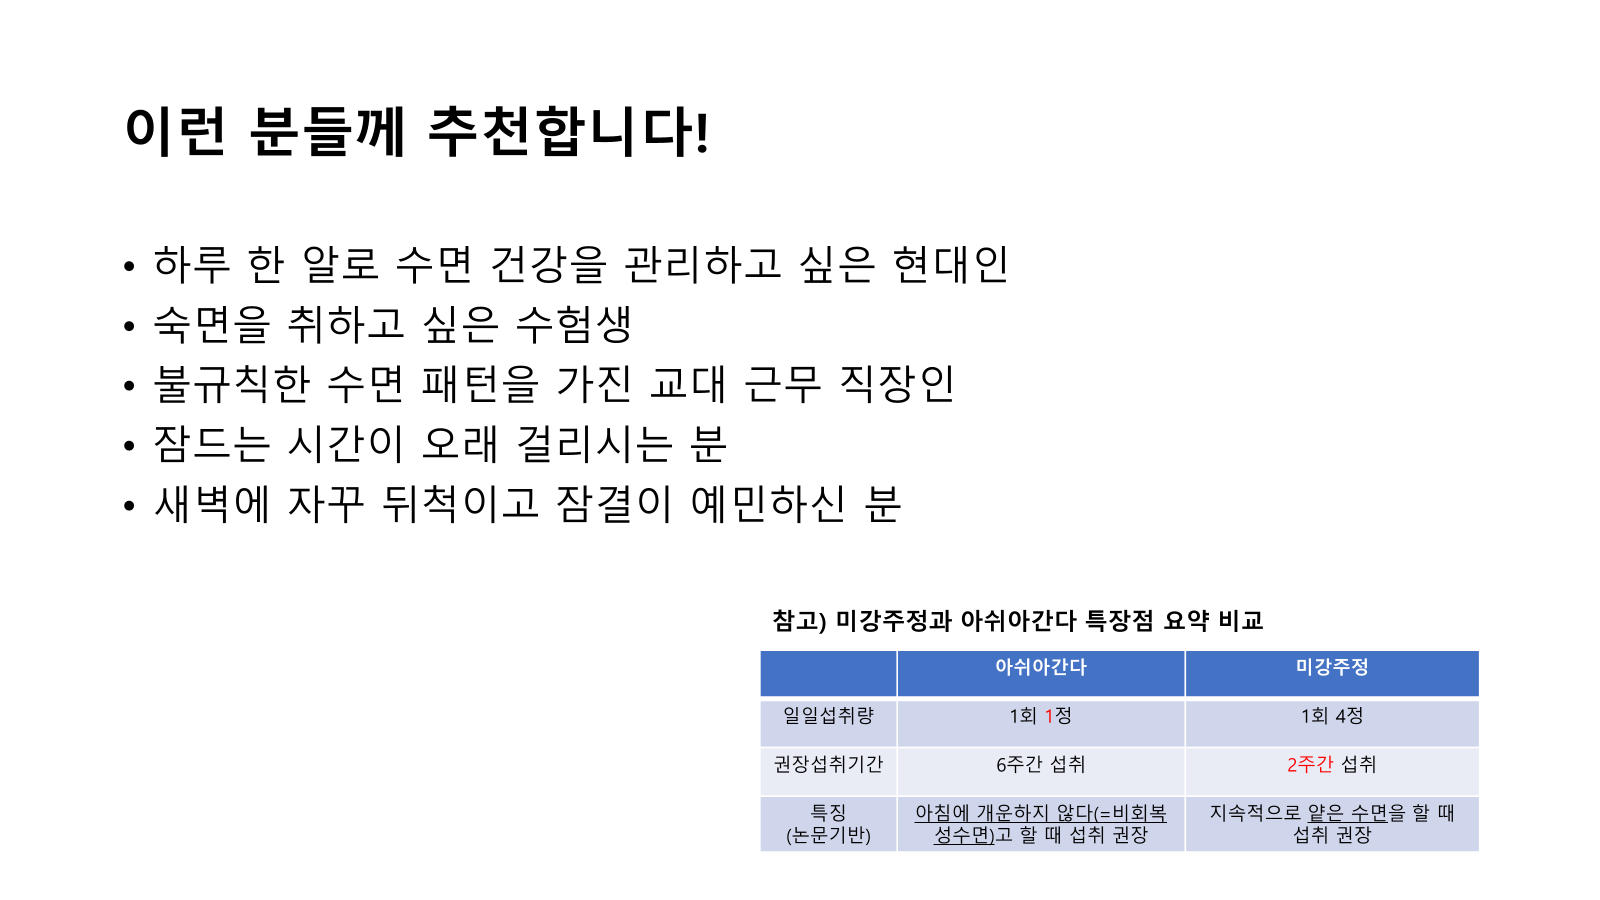 이런 분들께 추천합니다!
• 하루 한 알로 수면 건강을 관리하고 싶은 현대인
• 숙면을 취하고 싶은 수험생
• 불규칙한 수면 패턴을 가진 교대 근무 직장인
• 잠드는 시간이 오래 걸리시는 분
• 새벽에 자꾸 뒤척이고 잠결이 예민하신 분
참고) 미강주정과 아쉬아간다 특장점 요약 비교
아쉬아간다 미강주정
일일섭취량 1회 1정 1회 4정
권장섭취기간 6주간 섭취 2주간 섭취
특징
(논문기반)
아침에 개운하지 않다(=비회복
성수면)고 할 때 섭취 권장
지속적으로 얕은 수면을 할 때
섭취 권장